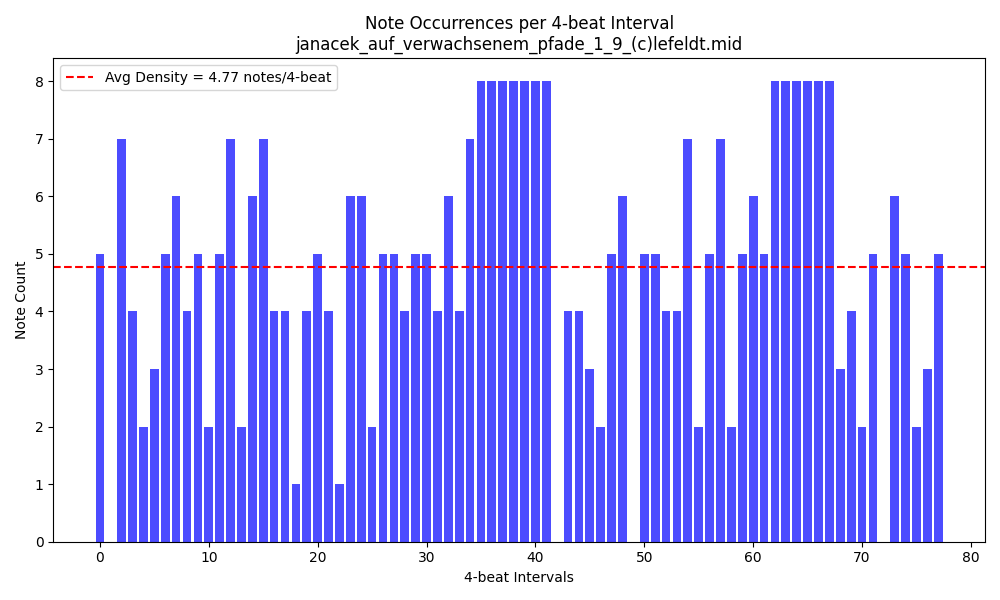 Note Occurrences per 4-beat Interval
janacek_auf_verwachsenem_pfade_1_9_(c)lefeldt.mid
Avg Density = 4.77 notes/4-beat
Note Count
8
7
6
5
4
3
2
1
0
0 10 20 30 40 50 60 70 80
4-beat Intervals